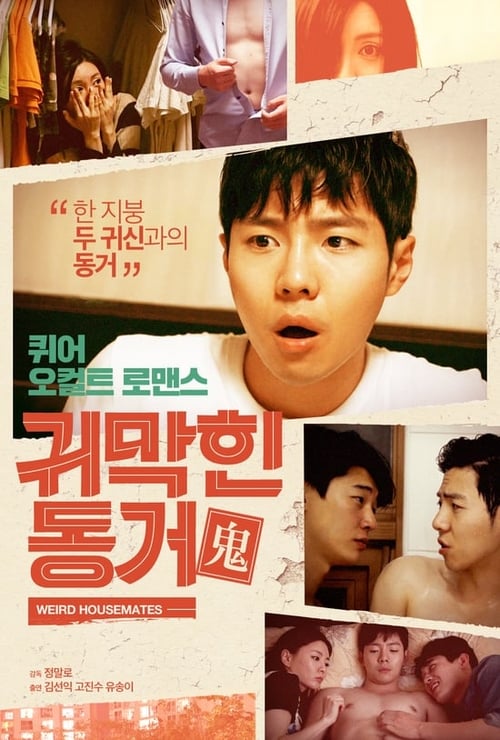 “ 한 지붕
두 귀신과의
동거 ”
퀴어
오컬트 로맨스
귀막힌
동거 鬼
WEIRD HOUSEMATES
감독 정말로
출연 김선익 고진수 유송이